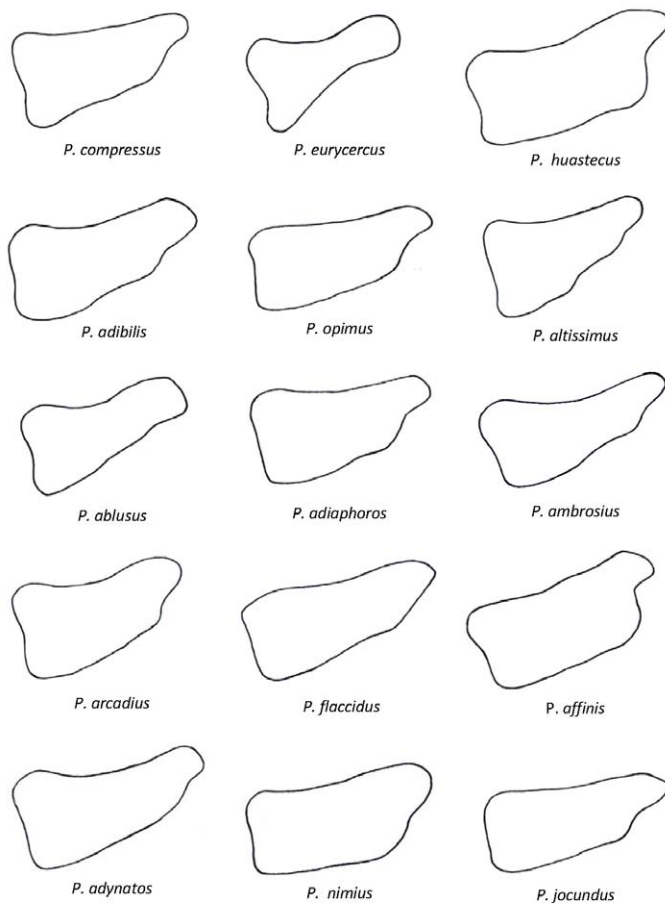 P. compressus
P. eurycercus
P. huastecus
P. adibilis
P. opimus
P. altissimus
P. ablusus
P. adiaphoros
P. ambrosius
P. arcadius
P. flaccidus
P. affinis
P. adynatos
P. nimius
P. jocundus